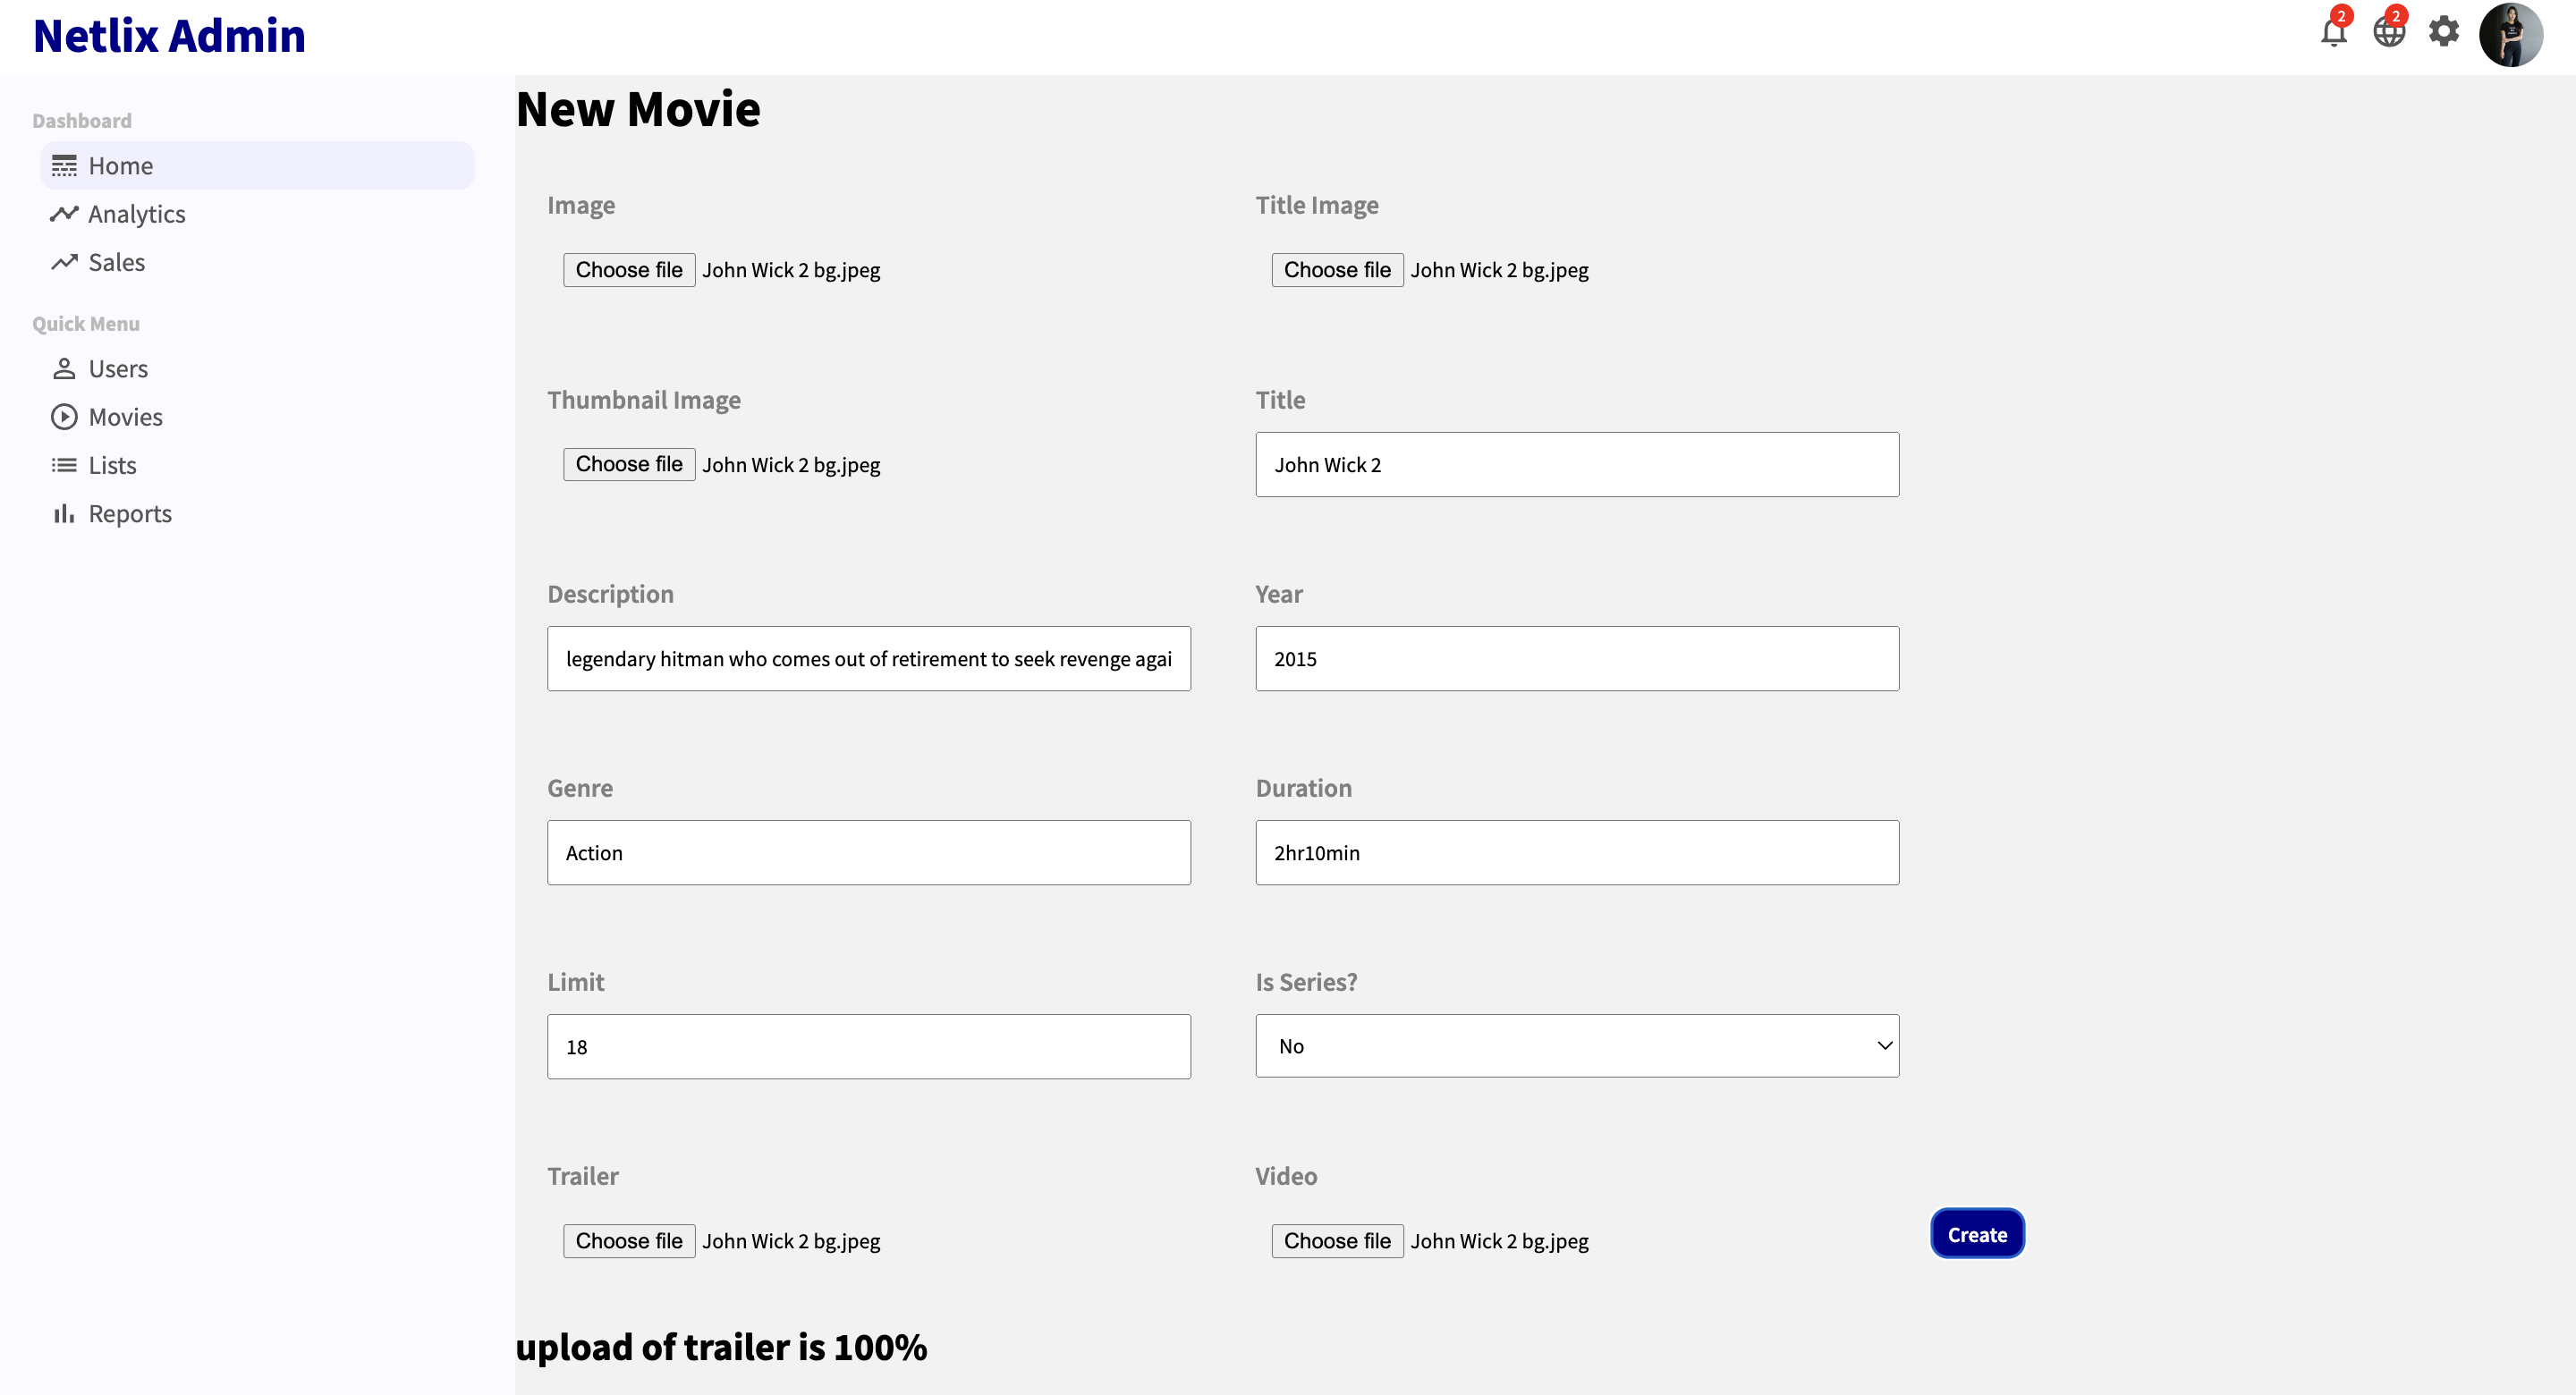 Netlix Admin
2
2
Dashboard
Home
Analytics
Sales
Quick Menu
Users
Movies
Lists
Reports
New Movie
Image
Choose file John Wick 2 bg.jpeg
Title Image
Choose file John Wick 2 bg.jpeg
Thumbnail Image
Choose file John Wick 2 bg.jpeg
Title
John Wick 2
Description
legendary hitman who comes out of retirement to seek revenge agai
Year
2015
Genre
Action
Duration
2hr10min
Limit
18
Is Series?
No
Trailer
Choose file John Wick 2 bg.jpeg
Video
Choose file John Wick 2 bg.jpeg
Create
upload of trailer is 100%